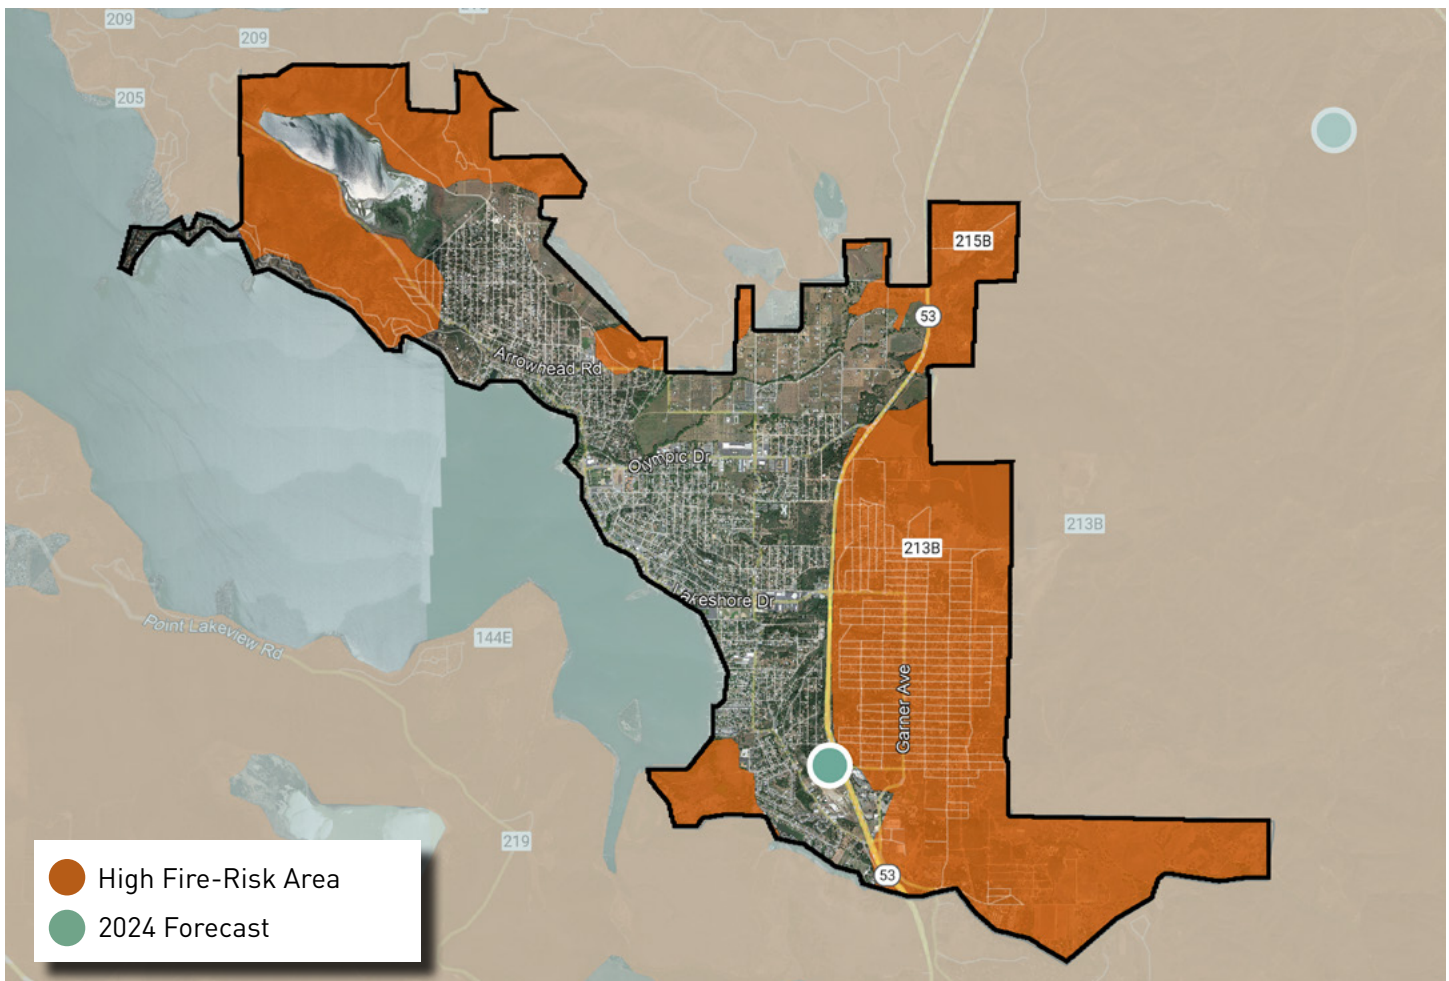 209
209
205
215B
53
Arrowhead Rd
Olympic Dr
213B
213B
Lakeshore Dr
Point Lakeview Rd
144E
Garner Ave
219
53
High Fire-Risk Area
2024 Forecast